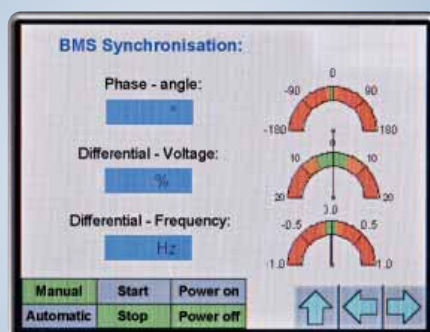 BMS Synchronisation:
Phase - angle:
°
0
-90 90
-180 180
Differential - Voltage:
%
0
10 10
20 20
Differential - Frequency:
Hz
0.0
-0.5 0.5
-1.0 1.0
Manual Start Power on
Automatic Stop Power off